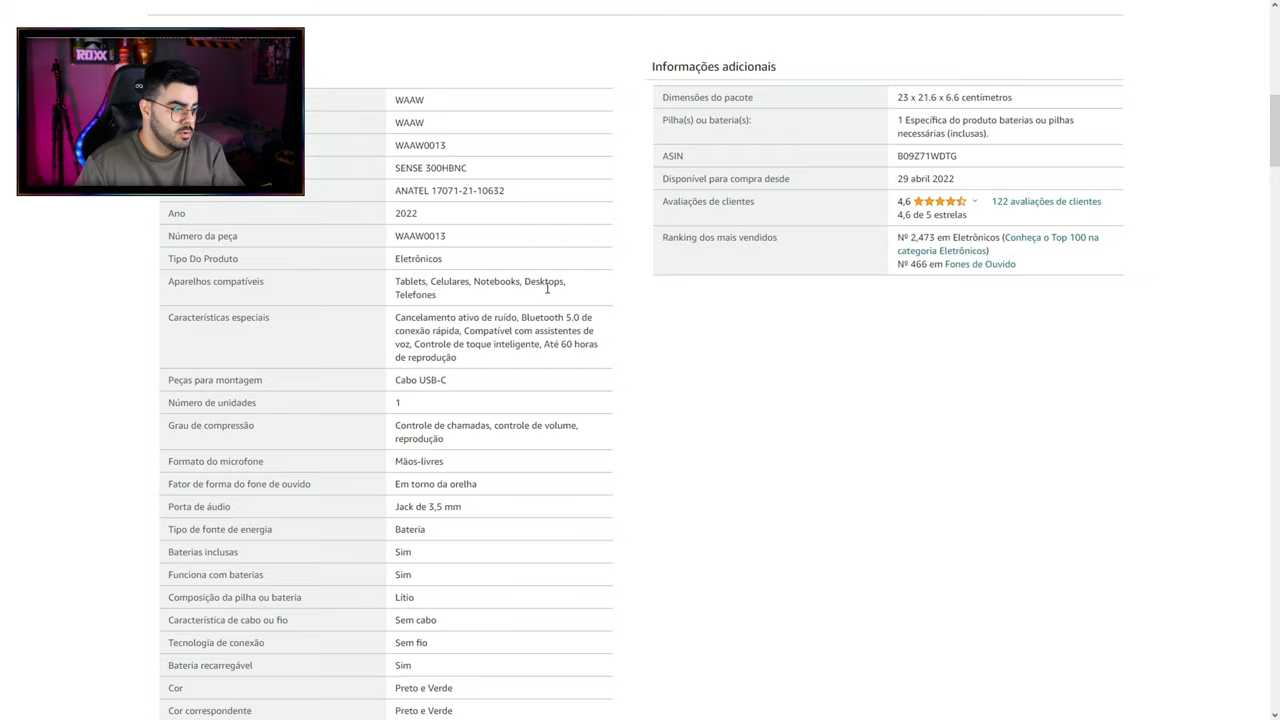 ROXX
WAAW
WAAW
WAAW0013
SENSE 300HBNC
ANATEL 17071-21-10632
Ano 2022
Número da peça WAAW0013
Tipo Do Produto Eletrônicos
Aparelhos compatíveis Tablets, Celulares, Notebooks, Desktops,
Telefones
Características especiais Cancelamento ativo de ruído, Bluetooth 5.0 de
conexão rápida, Compatível com assistentes de
voz, Controle de toque inteligente, Até 60 horas
de reprodução
Peças para montagem Cabo USB-C
Número de unidades 1
Grau de compressão Controle de chamadas, controle de volume,
reprodução
Formato do microfone Mãos-livres
Fator de forma do fone de ouvido Em torno da orelha
Porta de áudio Jack de 3,5 mm
Tipo de fonte de energia Bateria
Baterias inclusas Sim
Funciona com baterias Sim
Composição da pilha ou bateria Lítio
Característica de cabo ou fio Sem cabo
Tecnologia de conexão Sem fio
Bateria recarregável Sim
Cor Preto e Verde
Cor correspondente Preto e Verde
Informações adicionais
Dimensões do pacote 23 x 21.6 x 6.6 centímetros
Pilha(s) ou bateria(s): 1 Específica do produto baterias ou pilhas
necessárias (inclusas).
ASIN B09Z71WDTG
Disponível para compra desde 29 abril 2022
Avaliações de clientes 4,6 122 avaliações de clientes
4,6 de 5 estrelas
Ranking dos mais vendidos Nº 2,473 em Eletrônicos (Conheça o Top 100 na
categoria Eletrônicos)
Nº 466 em Fones de Ouvido